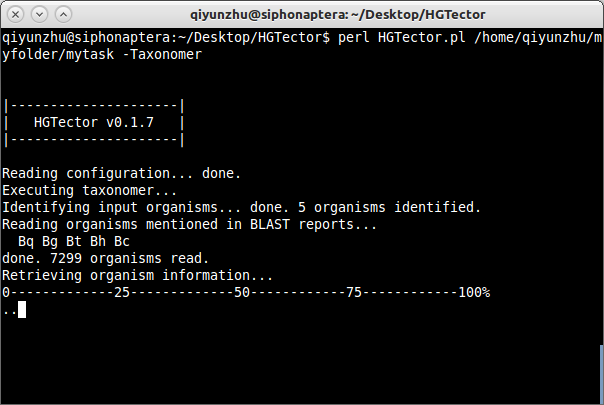 qiyunzhu@siphonaptera: ~/Desktop/HGTector
qiyunzhu@siphonaptera:~/Desktop/HGTector$ perl HGTector.pl /home/qiyunzhu/m
yfolder/mytask -Taxonomer
|---------------------|
|   HGTector v0.1.7   |
|---------------------|
Reading configuration... done.
Executing taxonomer...
Identifying input organisms... done. 5 organisms identified.
Reading organisms mentioned in BLAST reports...
  Bq Bg Bt Bh Bc
done. 7299 organisms read.
Retrieving organism information...
0-------------25-------------50------------75------------100%
..